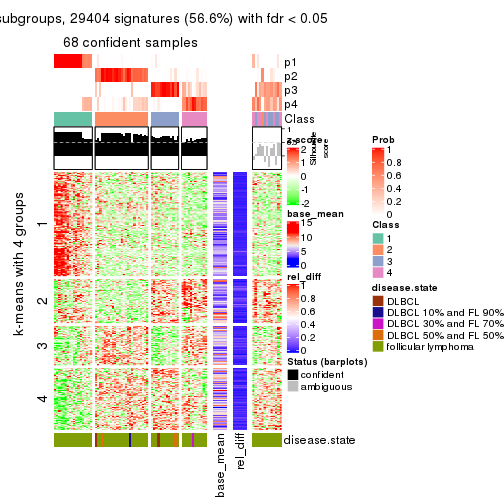 subgroups, 29404 signatures (56.6%) with fdr < 0.05
68 confident samples
p1
p2
p3
p4
Class
1
0.5
0
Silhouette
score
k-means with 4 groups
1
2
3
4
base_mean
rel_diff
disease.state
z-score
2
1
0
-1
-2
base_mean
15
10
5
0
rel_diff
1
0.8
0.6
0.4
0.2
0
Status (barplots)
confident
ambiguous
Prob
1
0.8
0.6
0.4
0.2
0
Class
1
2
3
4
disease.state
DLBCL
DLBCL 10% and FL 90%
DLBCL 30% and FL 70%
DLBCL 50% and FL 50%
follicular lymphoma